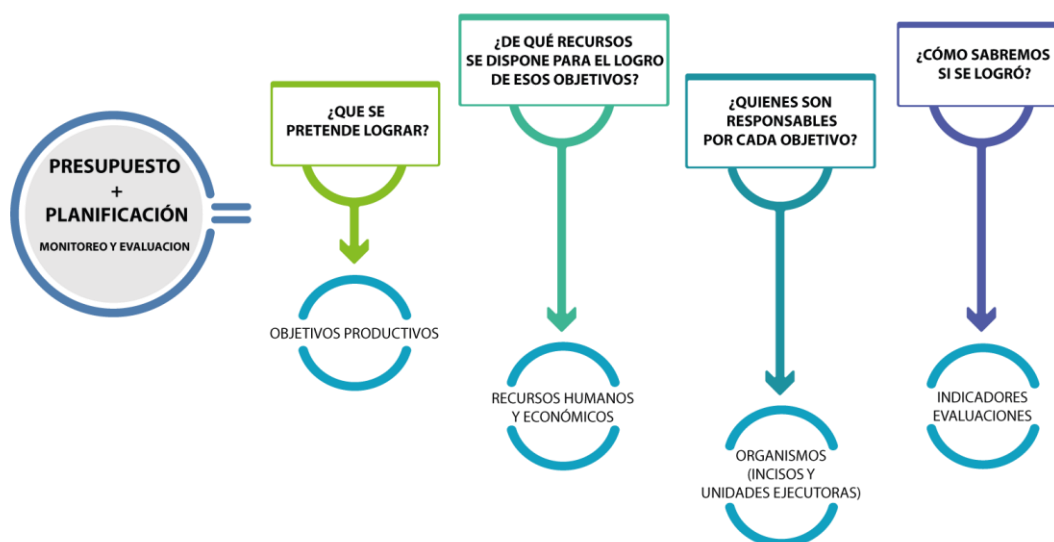 PRESUPUESTO
+
PLANIFICACIÓN
MONITOREO Y EVALUACION
¿QUE SE
PRETENDE LOGRAR?
OBJETIVOS PRODUCTIVOS
¿DE QUÉ RECURSOS
SE DISPONE PARA EL LOGRO
DE ESOS OBJETIVOS?
RECURSOS HUMANOS
Y ECONÓMICOS
¿QUIENES SON
RESPONSABLES
POR CADA OBJETIVO?
ORGANISMOS
(INCISOS Y
UNIDADES EJECUTORAS)
¿CÓMO SABREMOS
SI SE LOGRÓ?
INDICADORES
EVALUACIONES